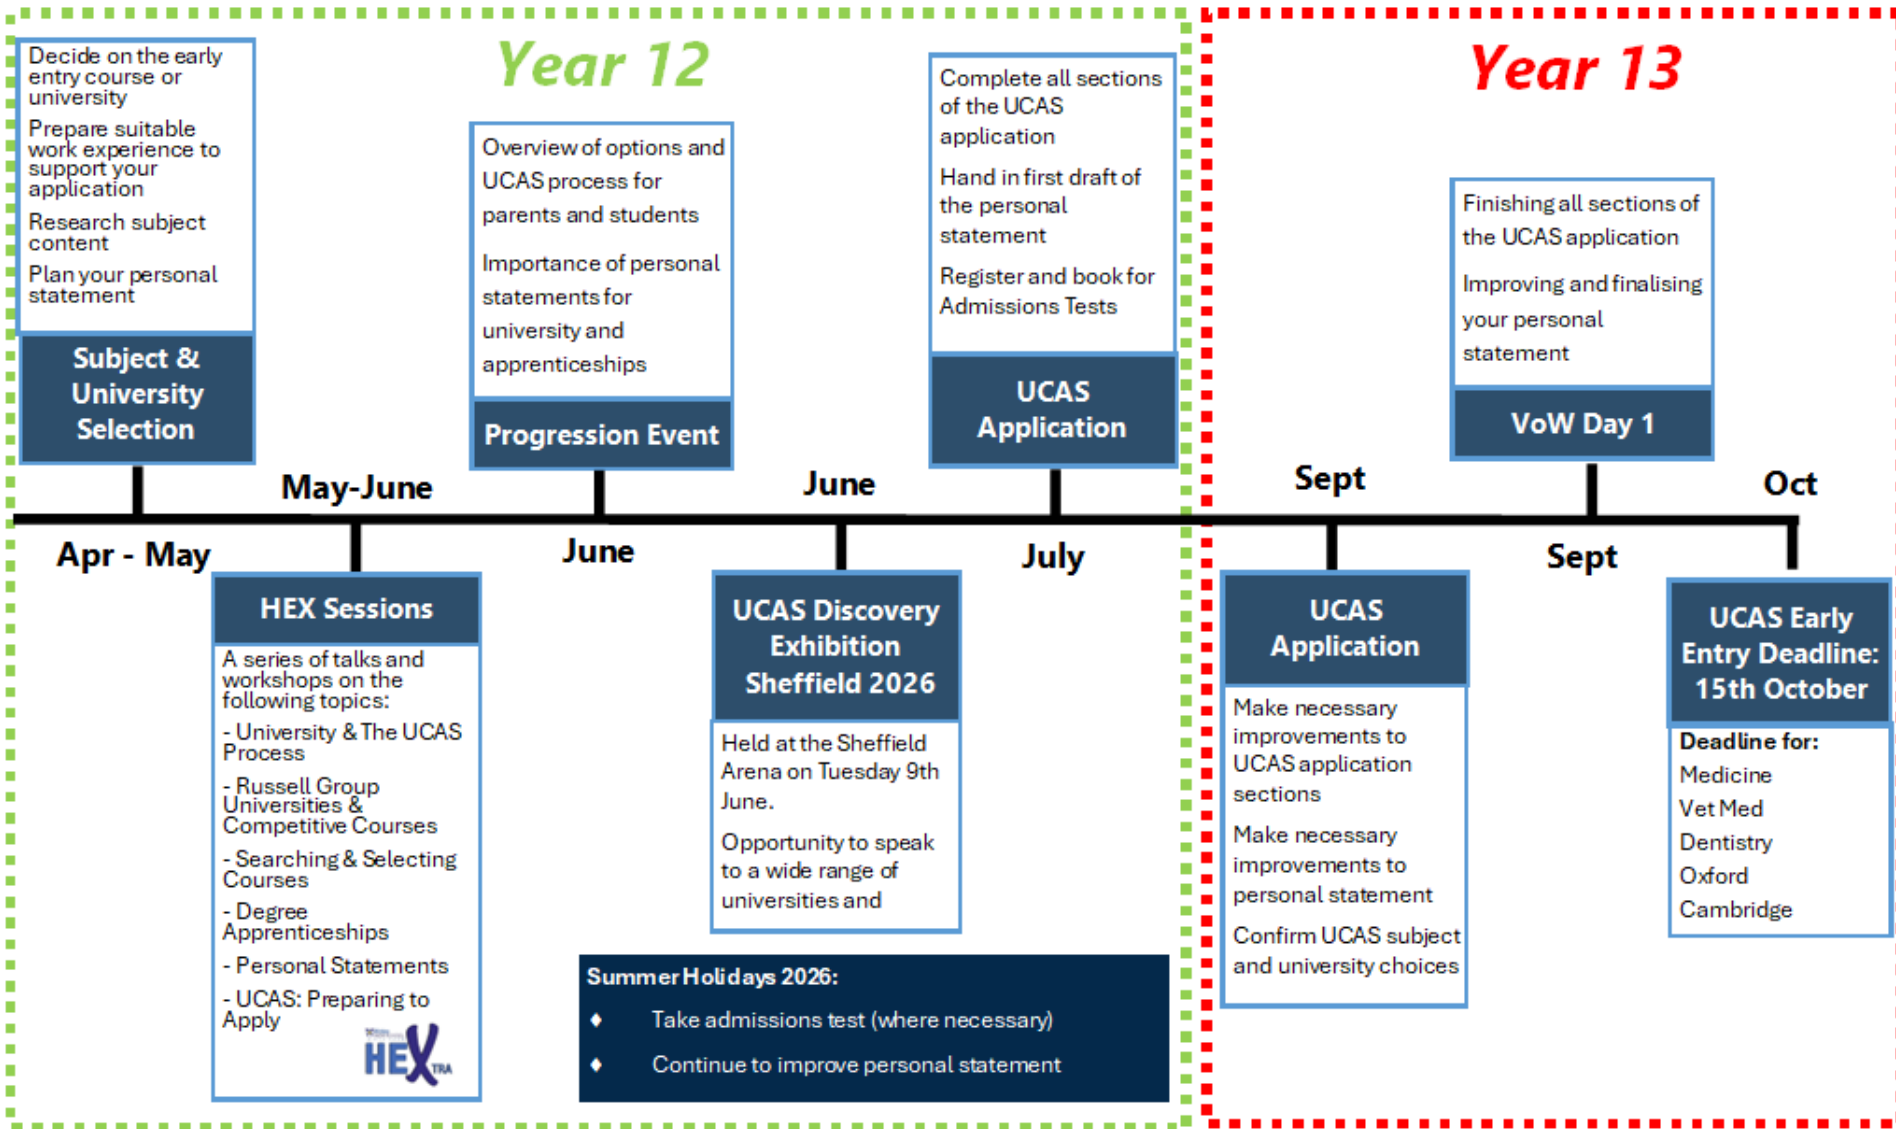 Year 12
Decide on the early
entry course or
university
Prepare suitable
work experience to
support your
application
Research subject
content
Plan your personal
statement
Subject &
University
Selection
Apr - May
May-June
HEX Sessions
A series of talks and
workshops on the
following topics:
- University & The UCAS
Process
- Russell Group
Universities &
Competitive Courses
- Searching & Selecting
Courses
- Degree
Apprenticeships
- Personal Statements
- UCAS: Preparing to
Apply
HEX
TRA
Overview of options and
UCAS process for
parents and students
Importance of personal
statements for
university and
apprenticeships
Progression Event
June
June
UCAS Discovery
Exhibition
Sheffield 2026
Held at the Sheffield
Arena on Tuesday 9th
June.
Opportunity to speak
to a wide range of
universities and
Complete all sections
of the UCAS
application
Hand in first draft of
the personal
statement
Register and book for
Admissions Tests
UCAS
Application
July
Summer Holidays 2026:
♦ Take admissions test (where necessary)
♦ Continue to improve personal statement
Year 13
Sept
UCAS
Application
Make necessary
improvements to
UCAS application
sections
Make necessary
improvements to
personal statement
Confirm UCAS subject
and university choices
Finishing all sections of
the UCAS application
Improving and finalising
your personal
statement
VoW Day 1
Sept
Oct
UCAS Early
Entry Deadline:
15th October
Deadline for:
Medicine
Vet Med
Dentistry
Oxford
Cambridge